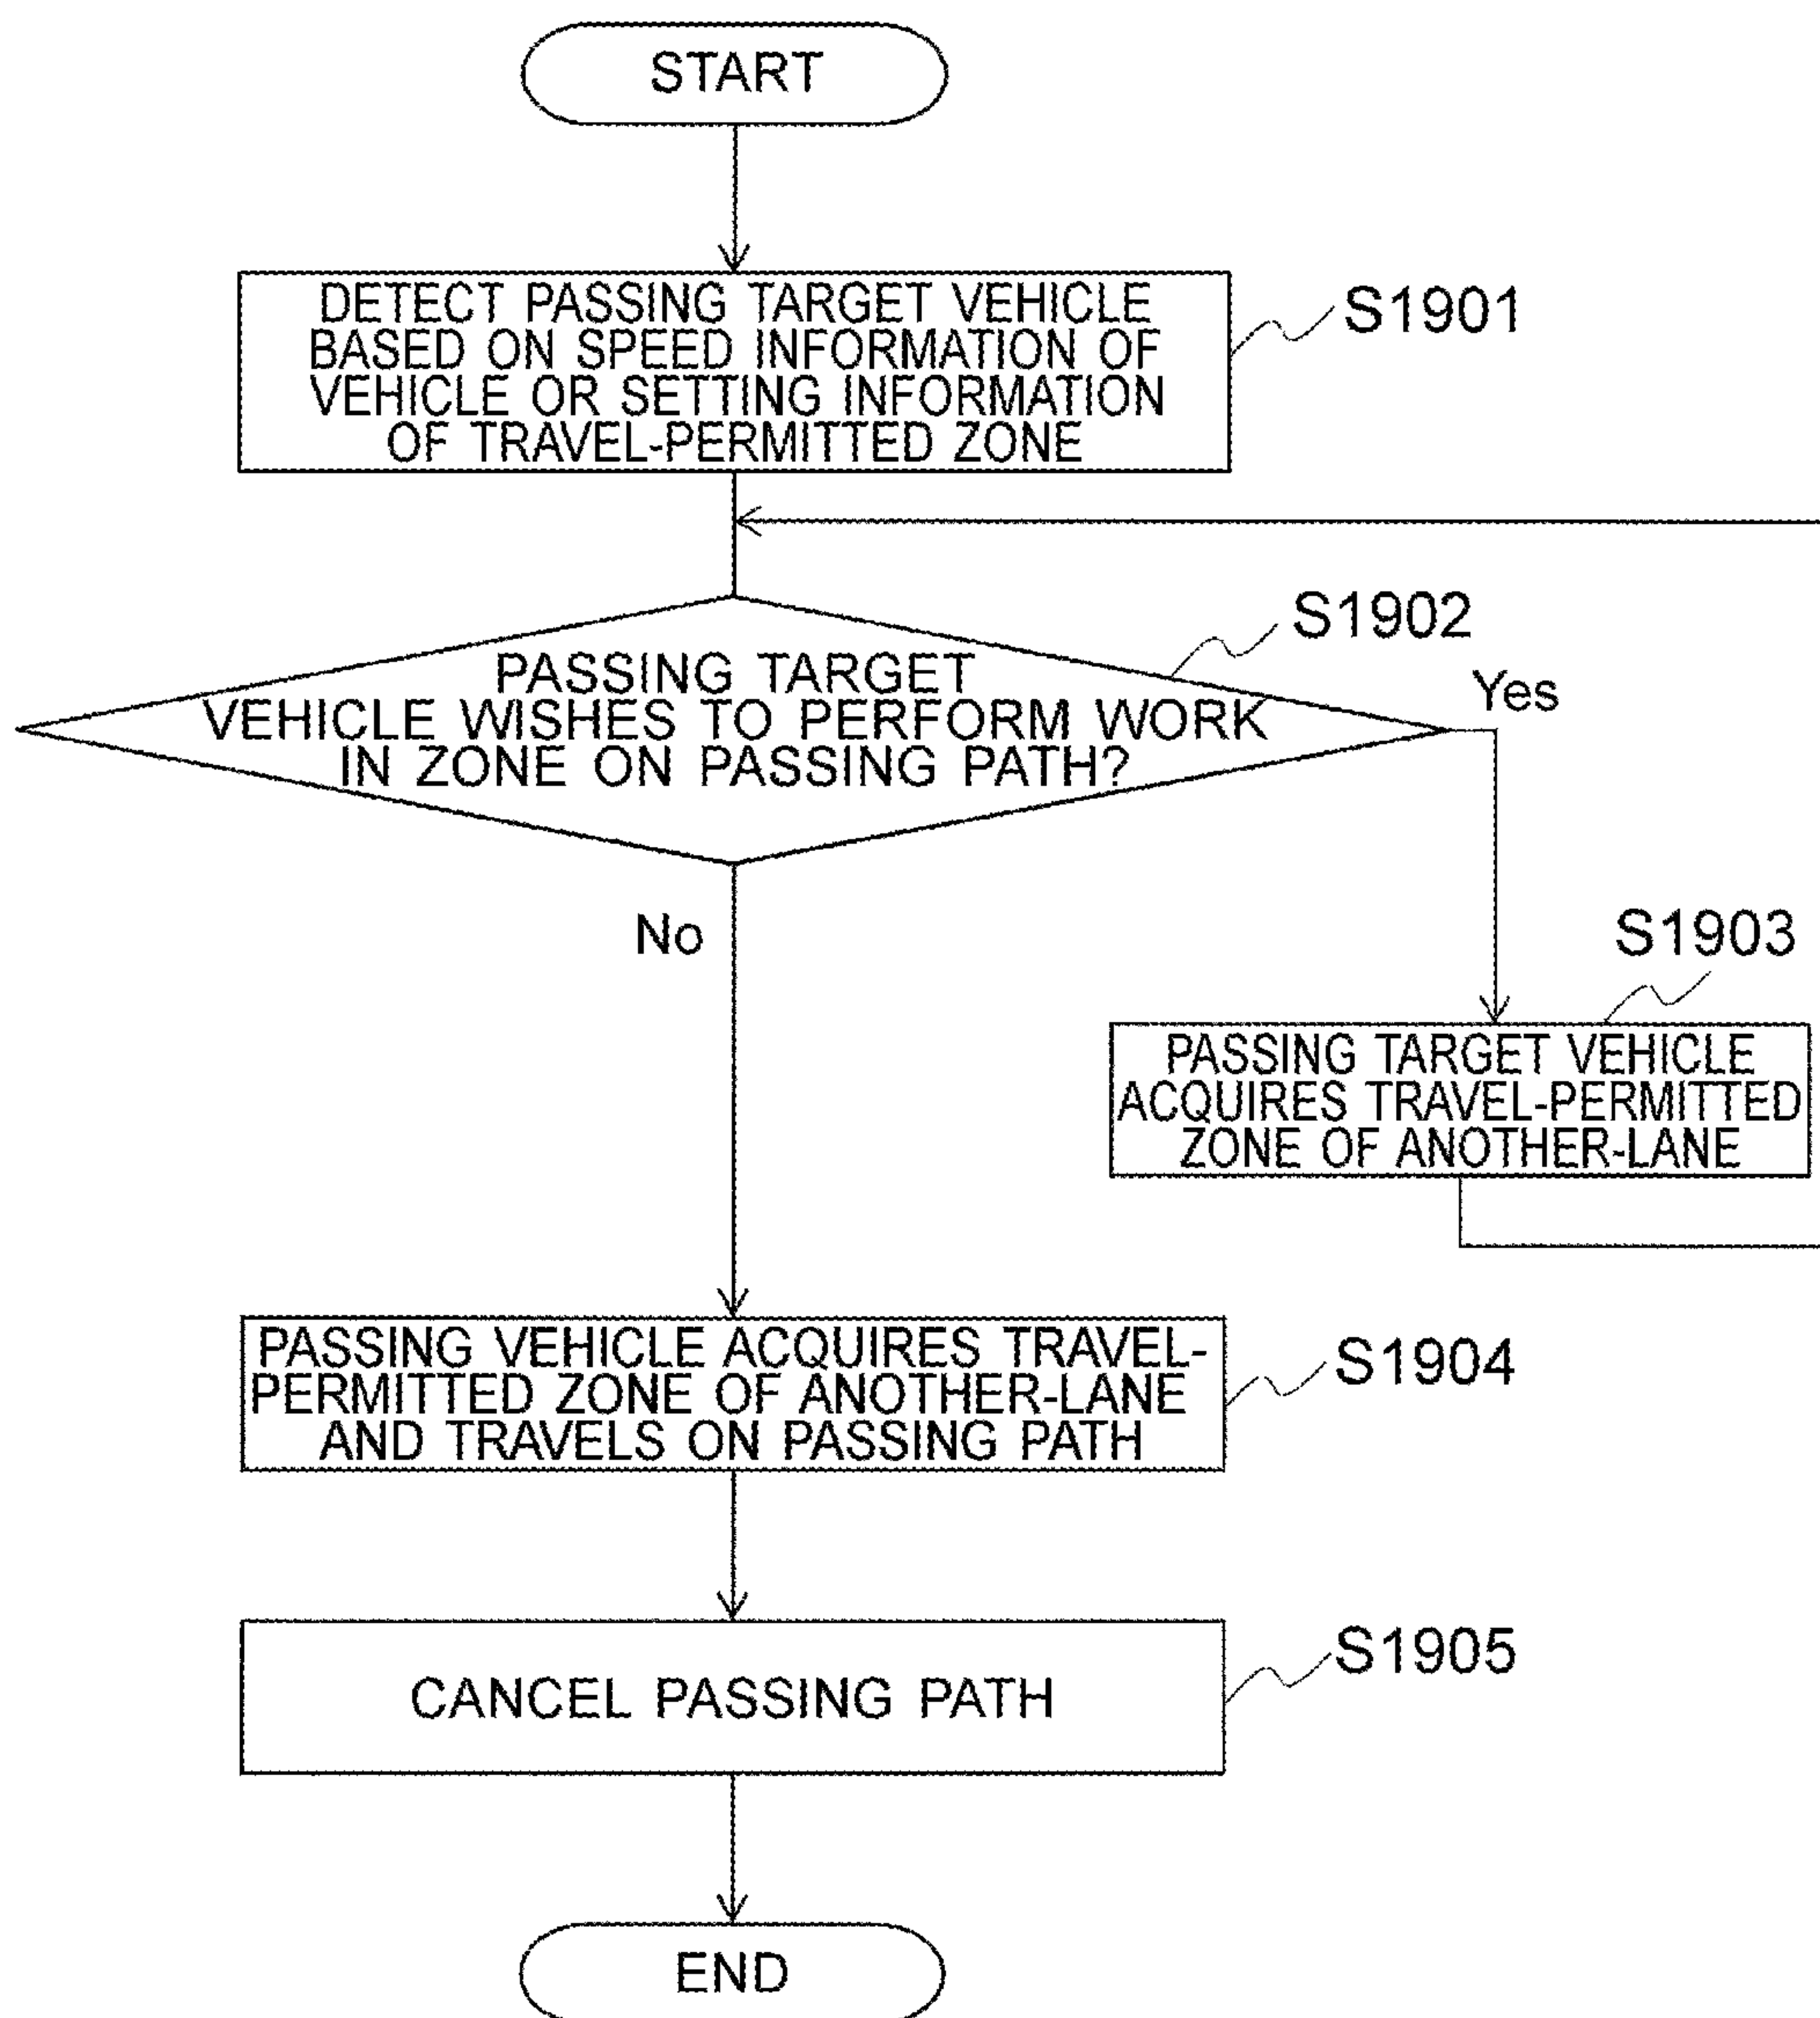 START
DETECT PASSING TARGET VEHICLE
BASED ON SPEED INFORMATION OF
VEHICLE OR SETTING INFORMATION
OF TRAVEL-PERMITTED ZONE
S1901
S1902
PASSING TARGET
VEHICLE WISHES TO PERFORM WORK
IN ZONE ON PASSING PATH?
Yes
No
S1903
PASSING TARGET VEHICLE
ACQUIRES TRAVEL-PERMITTED
ZONE OF ANOTHER-LANE
PASSING VEHICLE ACQUIRES TRAVEL-
PERMITTED ZONE OF ANOTHER-LANE
AND TRAVELS ON PASSING PATH
S1904
CANCEL PASSING PATH
S1905
END